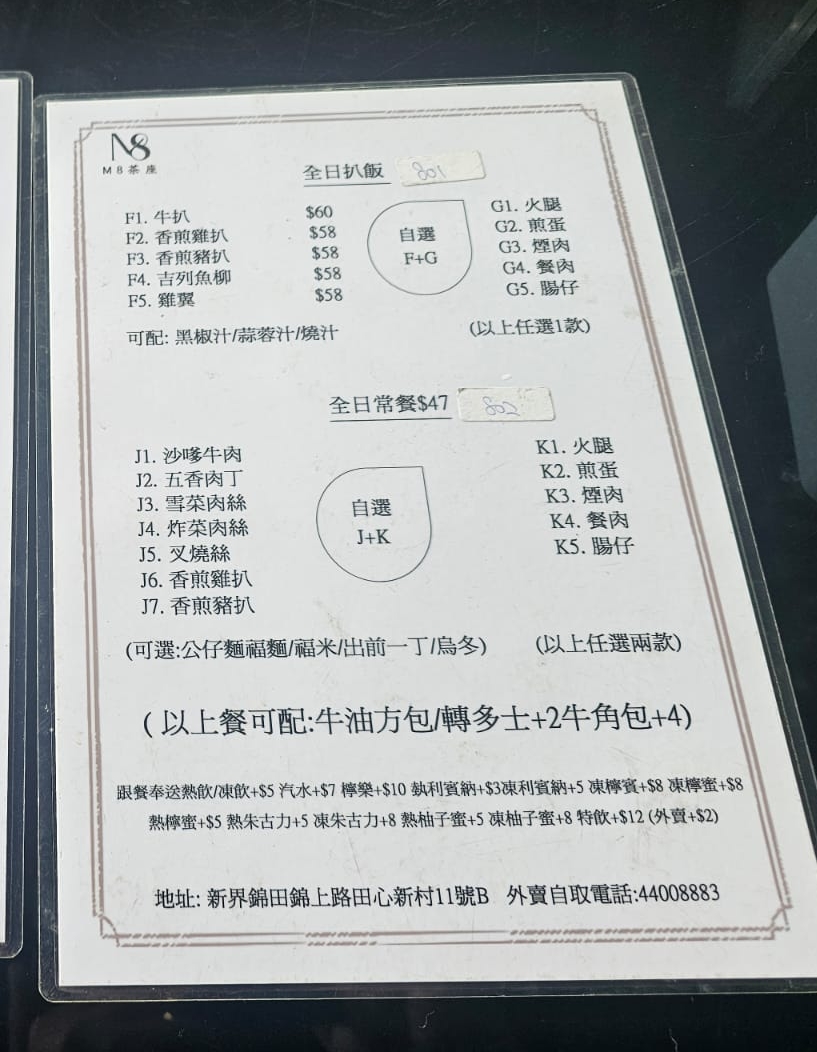 M8
M8茶座
全日扒飯 801
F1. 牛扒 $60
F2. 香煎雞扒 $58
F3. 香煎豬扒 $58
F4. 吉列魚柳 $58
F5. 雞翼 $58
自選
F+G
G1. 火腿
G2. 煎蛋
G3. 煙肉
G4. 餐肉
G5. 腸仔
可配: 黑椒汁/蒜蓉汁/燒汁
(以上任選1款)
全日常餐$47 802
J1. 沙嗲牛肉
J2. 五香肉丁
J3. 雪菜肉絲
J4. 炸菜肉絲
J5. 叉燒絲
J6. 香煎雞扒
J7. 香煎豬扒
自選
J+K
K1. 火腿
K2. 煎蛋
K3. 煙肉
K4. 餐肉
K5. 腸仔
(可選:公仔麵福麵/福米/出前一丁/烏冬)
(以上任選兩款)
(以上餐可配:牛油方包/轉多士+2牛角包+4)
跟餐奉送熱飲/凍飲+$5 汽水+$7 檸樂+$10 熱利賓納+$3凍利賓納+5 凍檸賓+$8 凍檸蜜+$8
熱檸蜜+$5 熱朱古力+5 凍朱古力+8 熱柚子蜜+5 凍柚子蜜+8 特飲+$12 (外賣+$2)
地址: 新界錦田錦上路田心新村11號B 外賣自取電話:44008883